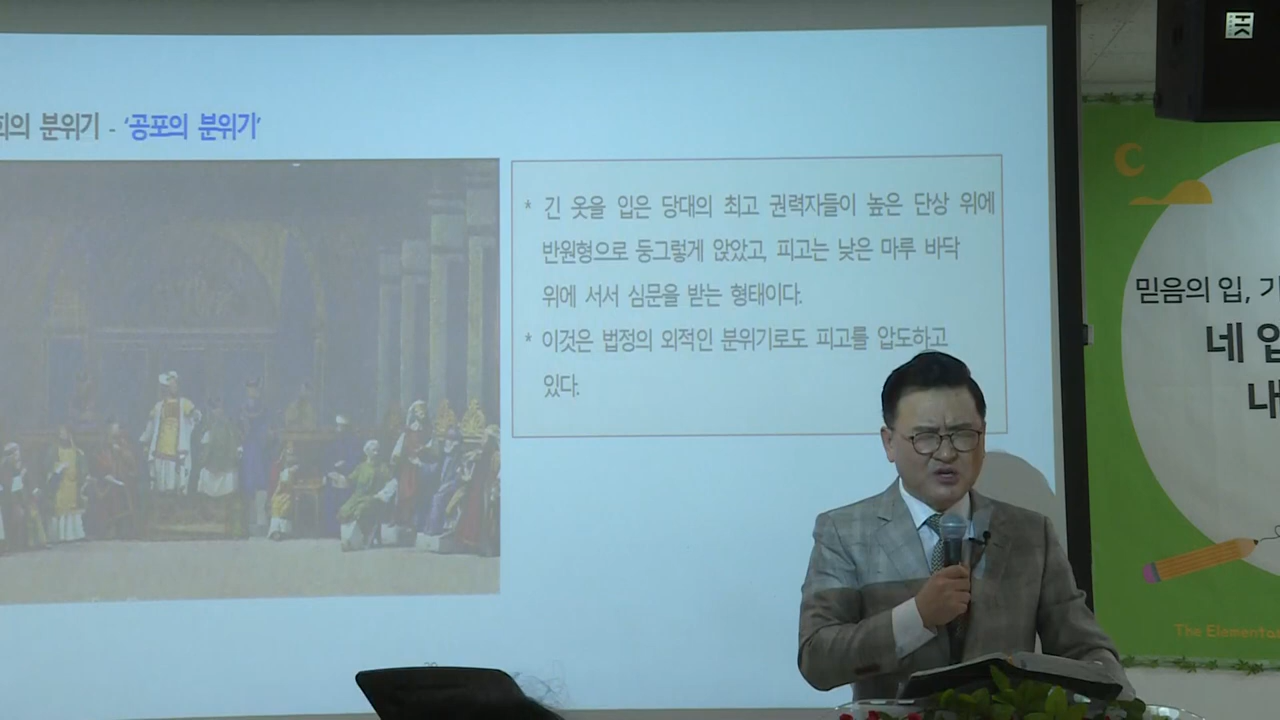 회의 분위기 - '공포의 분위기'
* 긴 옷을 입은 당대의 최고 권력자들이 높은 단상 위에
반원형으로 둥그렇게 앉았고, 피고는 낮은 마루 바닥
위에 서서 심문을 받는 형태이다.
* 이것은 법정의 외적인 분위기로도 피고를 압도하고
있다.
믿음의 입, 기
네 입
내
The Elementa
HK